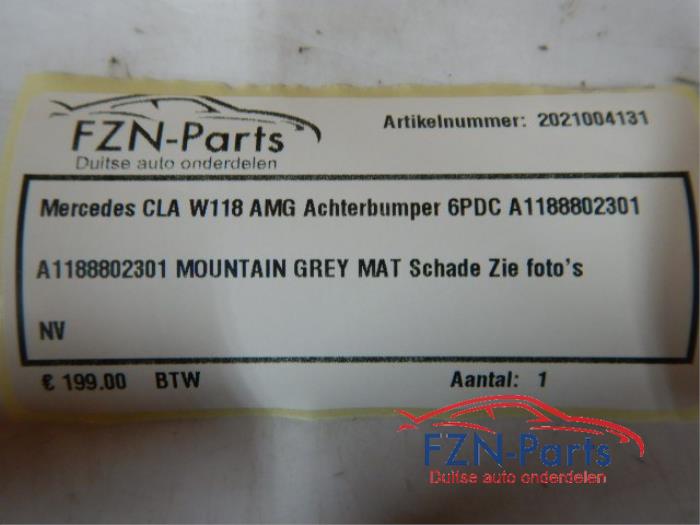 FZN-Parts
Duitse auto onderdelen
Artikelnummer: 2021004131
Mercedes CLA W118 AMG Achterbumper 6PDC A1188802301
A1188802301 MOUNTAIN GREY MAT Schade Zie foto's
NV
€ 199.00 BTW Aantal: 1
FZN-Parts
Duitse auto onderdelen